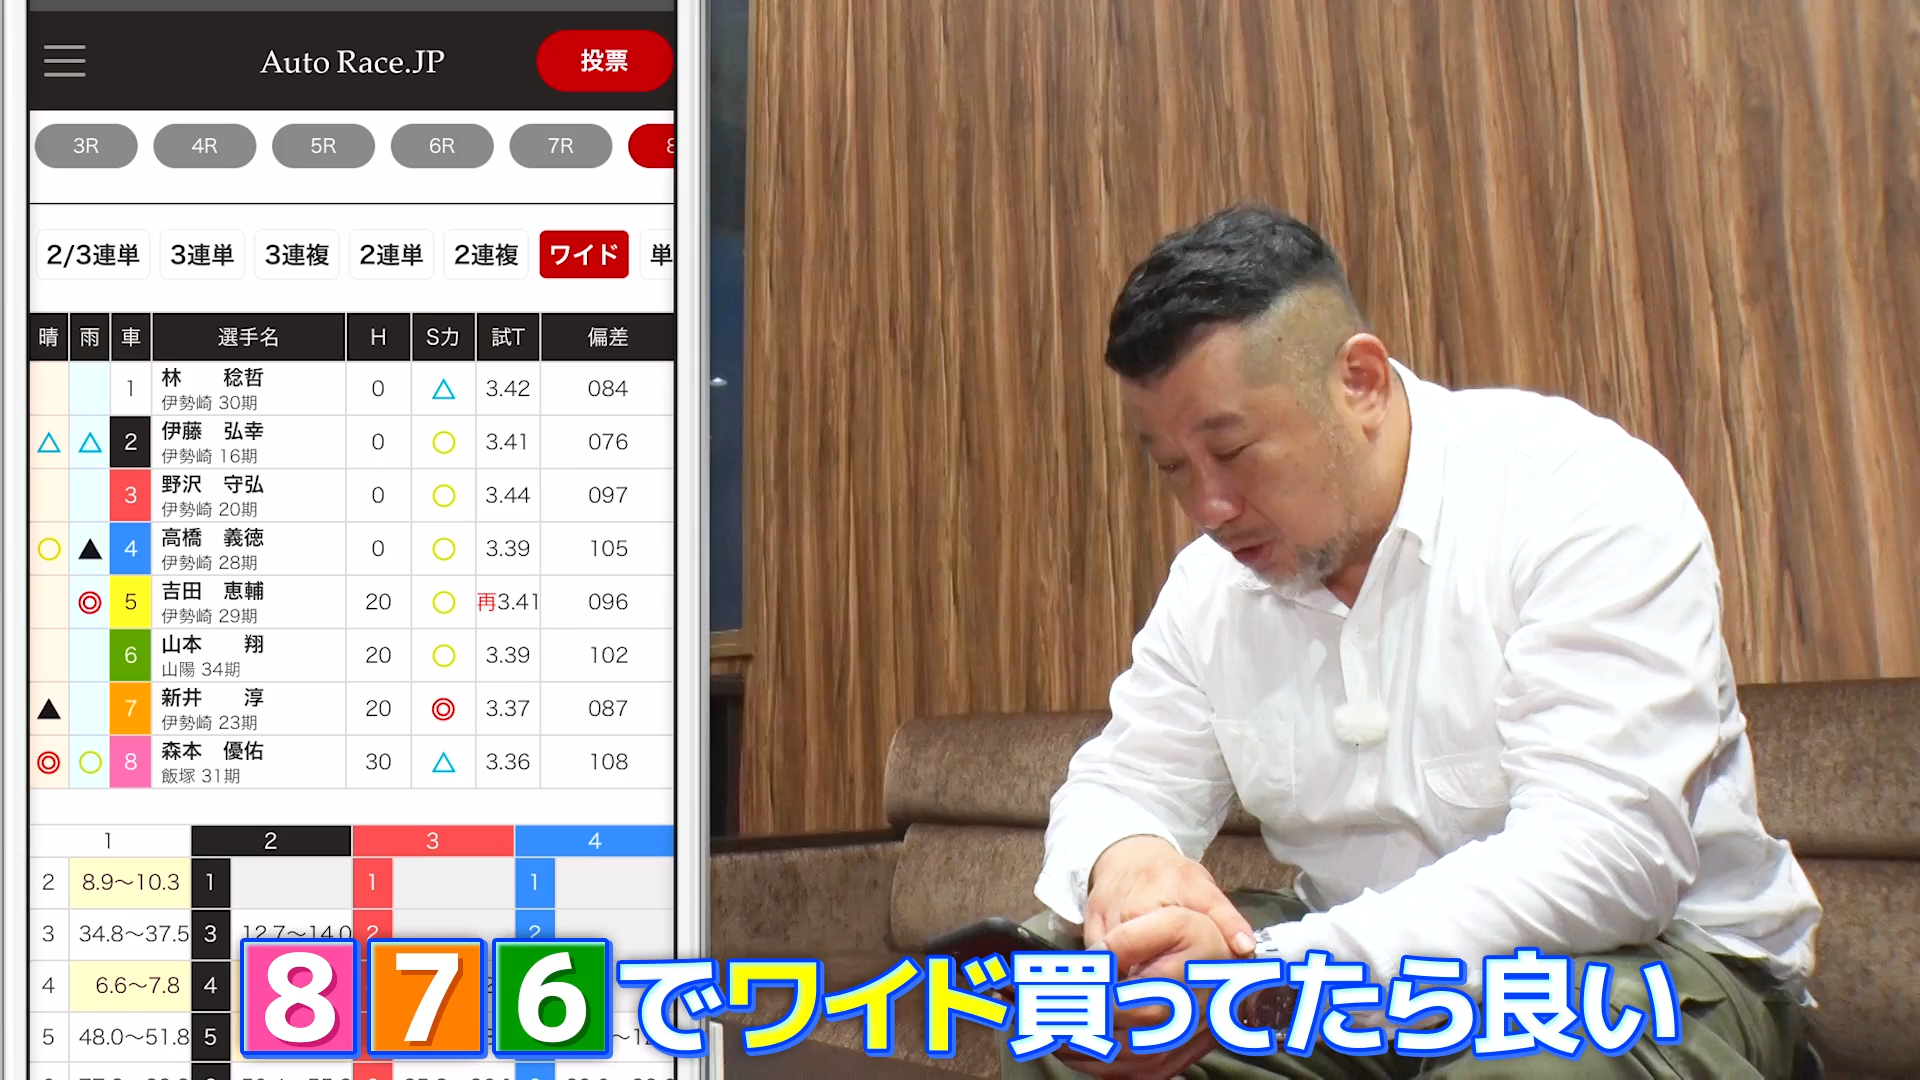 Auto Race.JP 投票
3R 4R 5R 6R 7R 8
2/3連単 3連単 3連複 2連単 2連複 ワイド 単
晴 雨 車 選手名 H S力 試T 偏差
1 林 稔哲 0 △ 3.42 084
伊勢崎 30期
△ △ 2 伊藤 弘幸 0 ○ 3.41 076
伊勢崎 16期
3 野沢 守弘 0 ○ 3.44 097
伊勢崎 20期
○ ▲ 4 高橋 義徳 0 ○ 3.39 105
伊勢崎 28期
◎ 5 吉田 恵輔 20 ○ 再3.41 096
伊勢崎 29期
6 山本 翔 20 ○ 3.39 102
山陽 34期
▲ 7 新井 淳 20 ◎ 3.37 087
伊勢崎 23期
◎ ○ 8 森本 優佑 30 △ 3.36 108
飯塚 31期
1 2 3 4
2 8.9〜10.3 1 1 1
3 34.8〜37.5 3 12.7〜14.0 2 2
4 6.6〜7.8 4
5 48.0〜51.8 5
8 7 6でワイド買ってたら良い